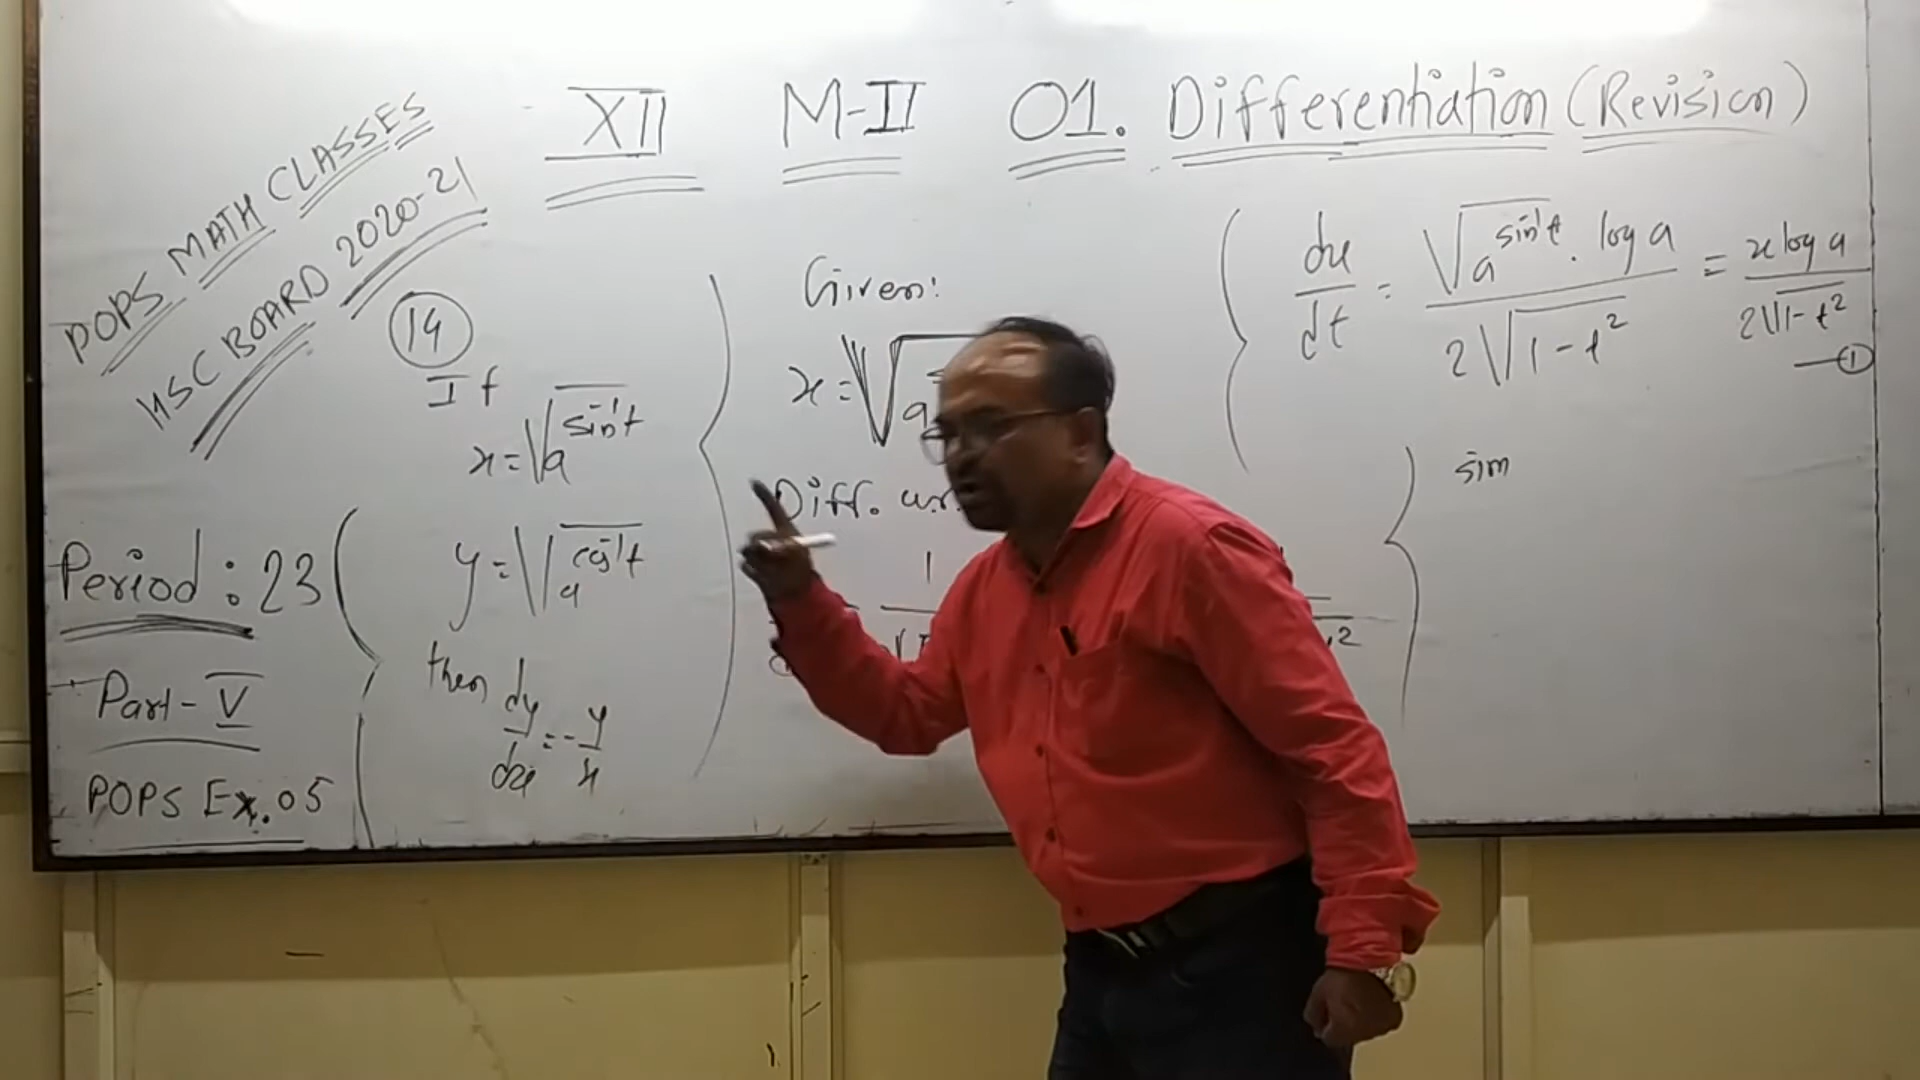 POPS MATH CLASSES
HSC BOARD 2020-21
XII M-II 01. Differentiation (Revision)
Period: 23
Part-V
POPS Ex. 05
(14)
If
x = √a^sin⁻¹t
y = √a^cos⁻¹t
then dy/dx = -y/x
Given:
x = √a
Diff. w.r.
dx/dt = √a^sin⁻¹t . log a / 2√1-t² = x log a / 2√1-t²
—①
sim